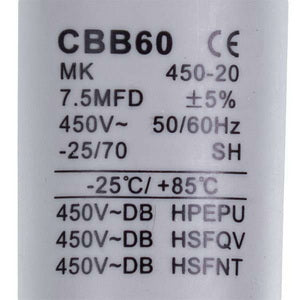 CBB60 CE
MK 450-20
7.5MFD ±5%
450V~ 50/60Hz
-25/70 SH
-25℃/ +85℃
450V~DB HPEPU
450V~DB HSFQV
450V~DB HSFNT